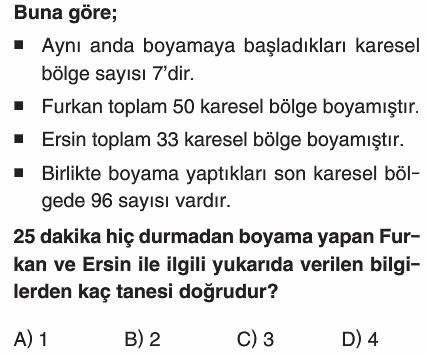 Buna göre;
▪ Aynı anda boyamaya başladıkları karesel
bölge sayısı 7'dir.
▪ Furkan toplam 50 karesel bölge boyamıştır.
▪ Ersin toplam 33 karesel bölge boyamıştır.
▪ Birlikte boyama yaptıkları son karesel böl-
gede 96 sayısı vardır.
25 dakika hiç durmadan boyama yapan Fur-
kan ve Ersin ile ilgili yukarıda verilen bilgi-
lerden kaç tanesi doğrudur?
A) 1 B) 2 C) 3 D) 4